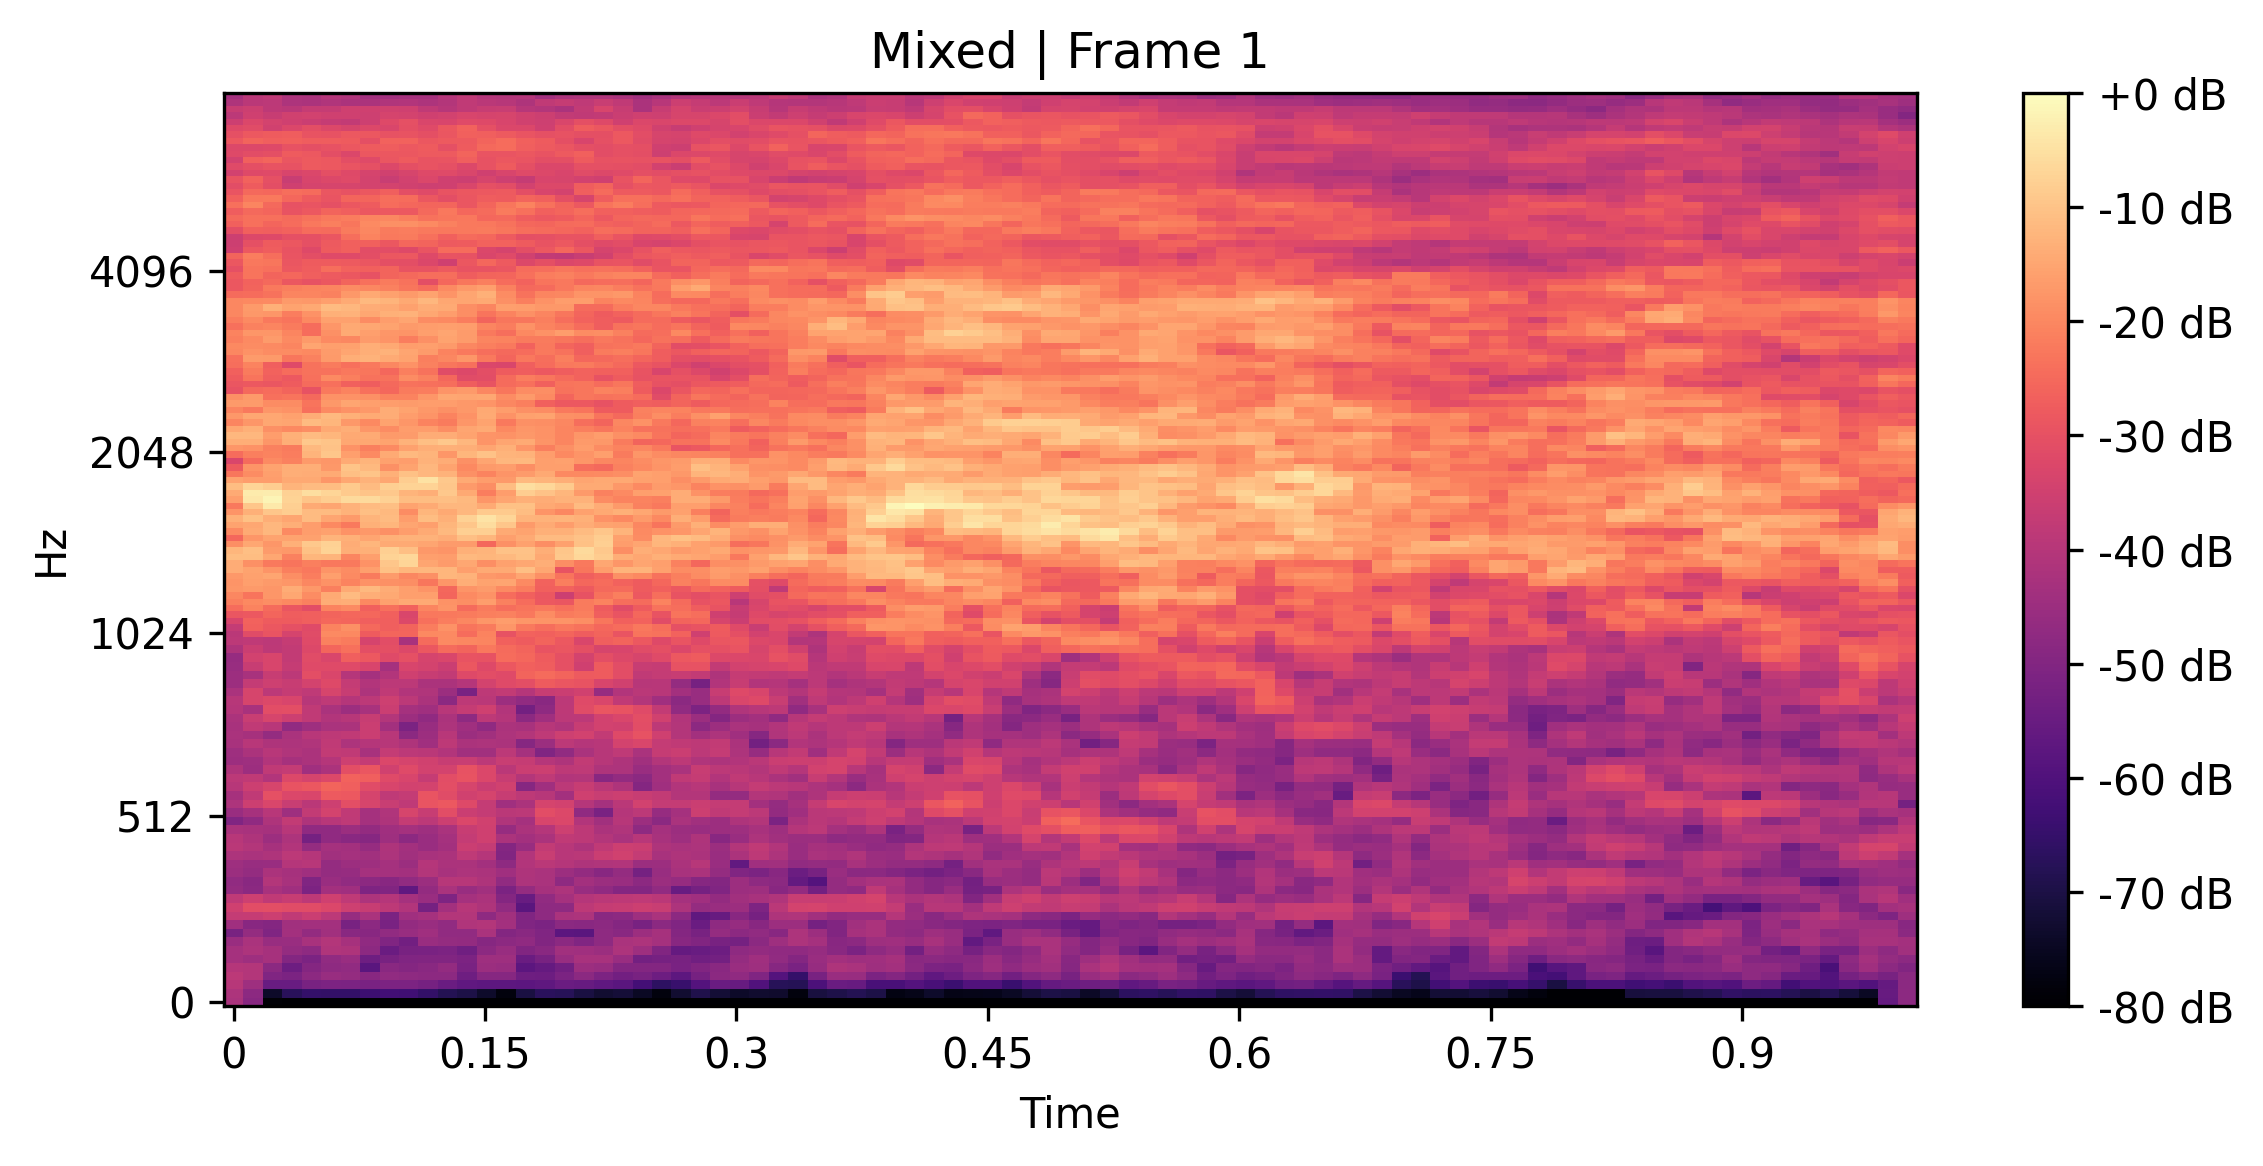 Mixed | Frame 1
+0 dB
-10 dB
-20 dB
-30 dB
-40 dB
-50 dB
-60 dB
-70 dB
-80 dB
Hz
4096
2048
1024
512
0
0 0.15 0.3 0.45 0.6 0.75 0.9
Time